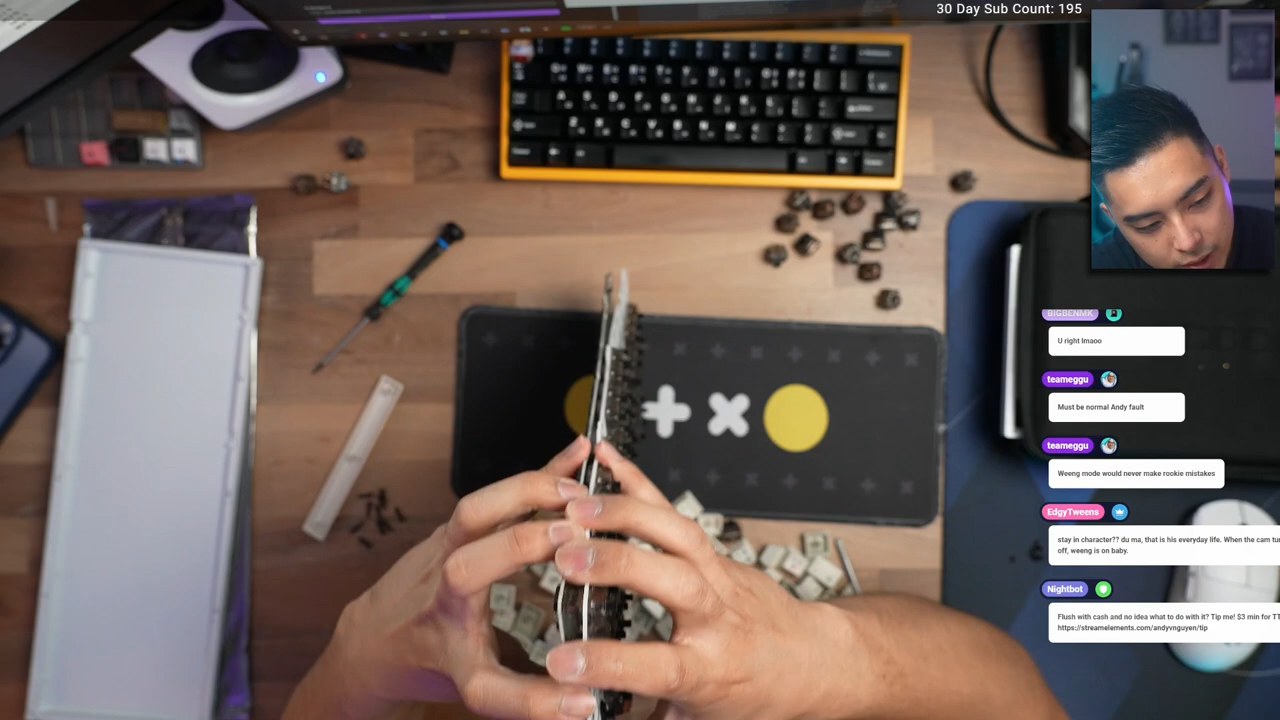 30 Day Sub Count: 195
BIGBENMK
U right lmaoo
teameggu
Must be normal Andy fault
teameggu
Weeng mode would never make rookie mistakes
EdgyTweens
stay in character?? du ma, that is his everyday life. When the cam
off, weeng is on baby.
Nightbot
Flush with cash and no idea what to do with it? Tip me! $3 min for
https://streamelements.com/andyvnguyen/tip